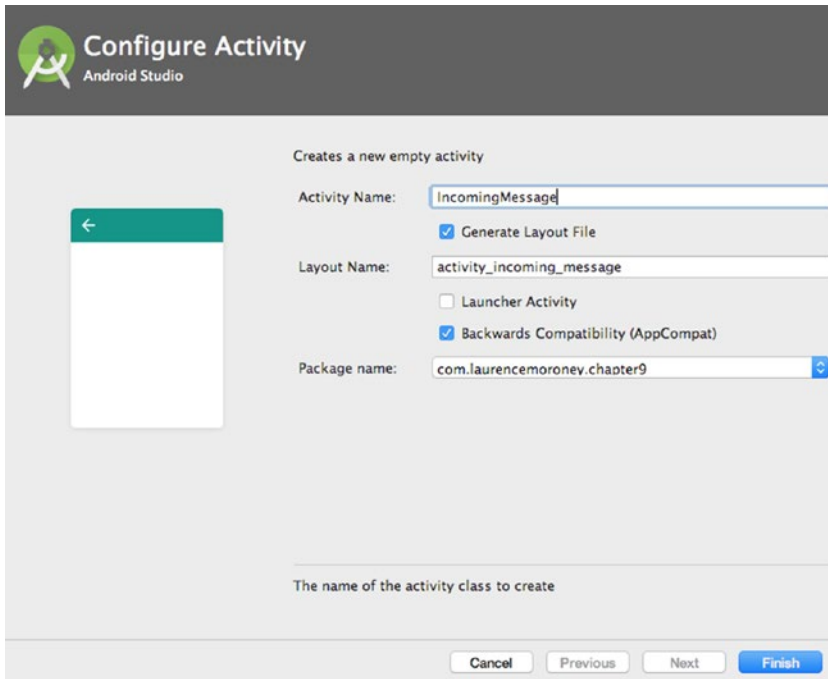 Configure Activity
Android Studio
Creates a new empty activity
Activity Name: IncomingMessage
Generate Layout File
Layout Name: activity_incoming_message
Launcher Activity
Backwards Compatibility (AppCompat)
Package name: com.laurencemoroney.chapter9
The name of the activity class to create
Cancel Previous Next Finish